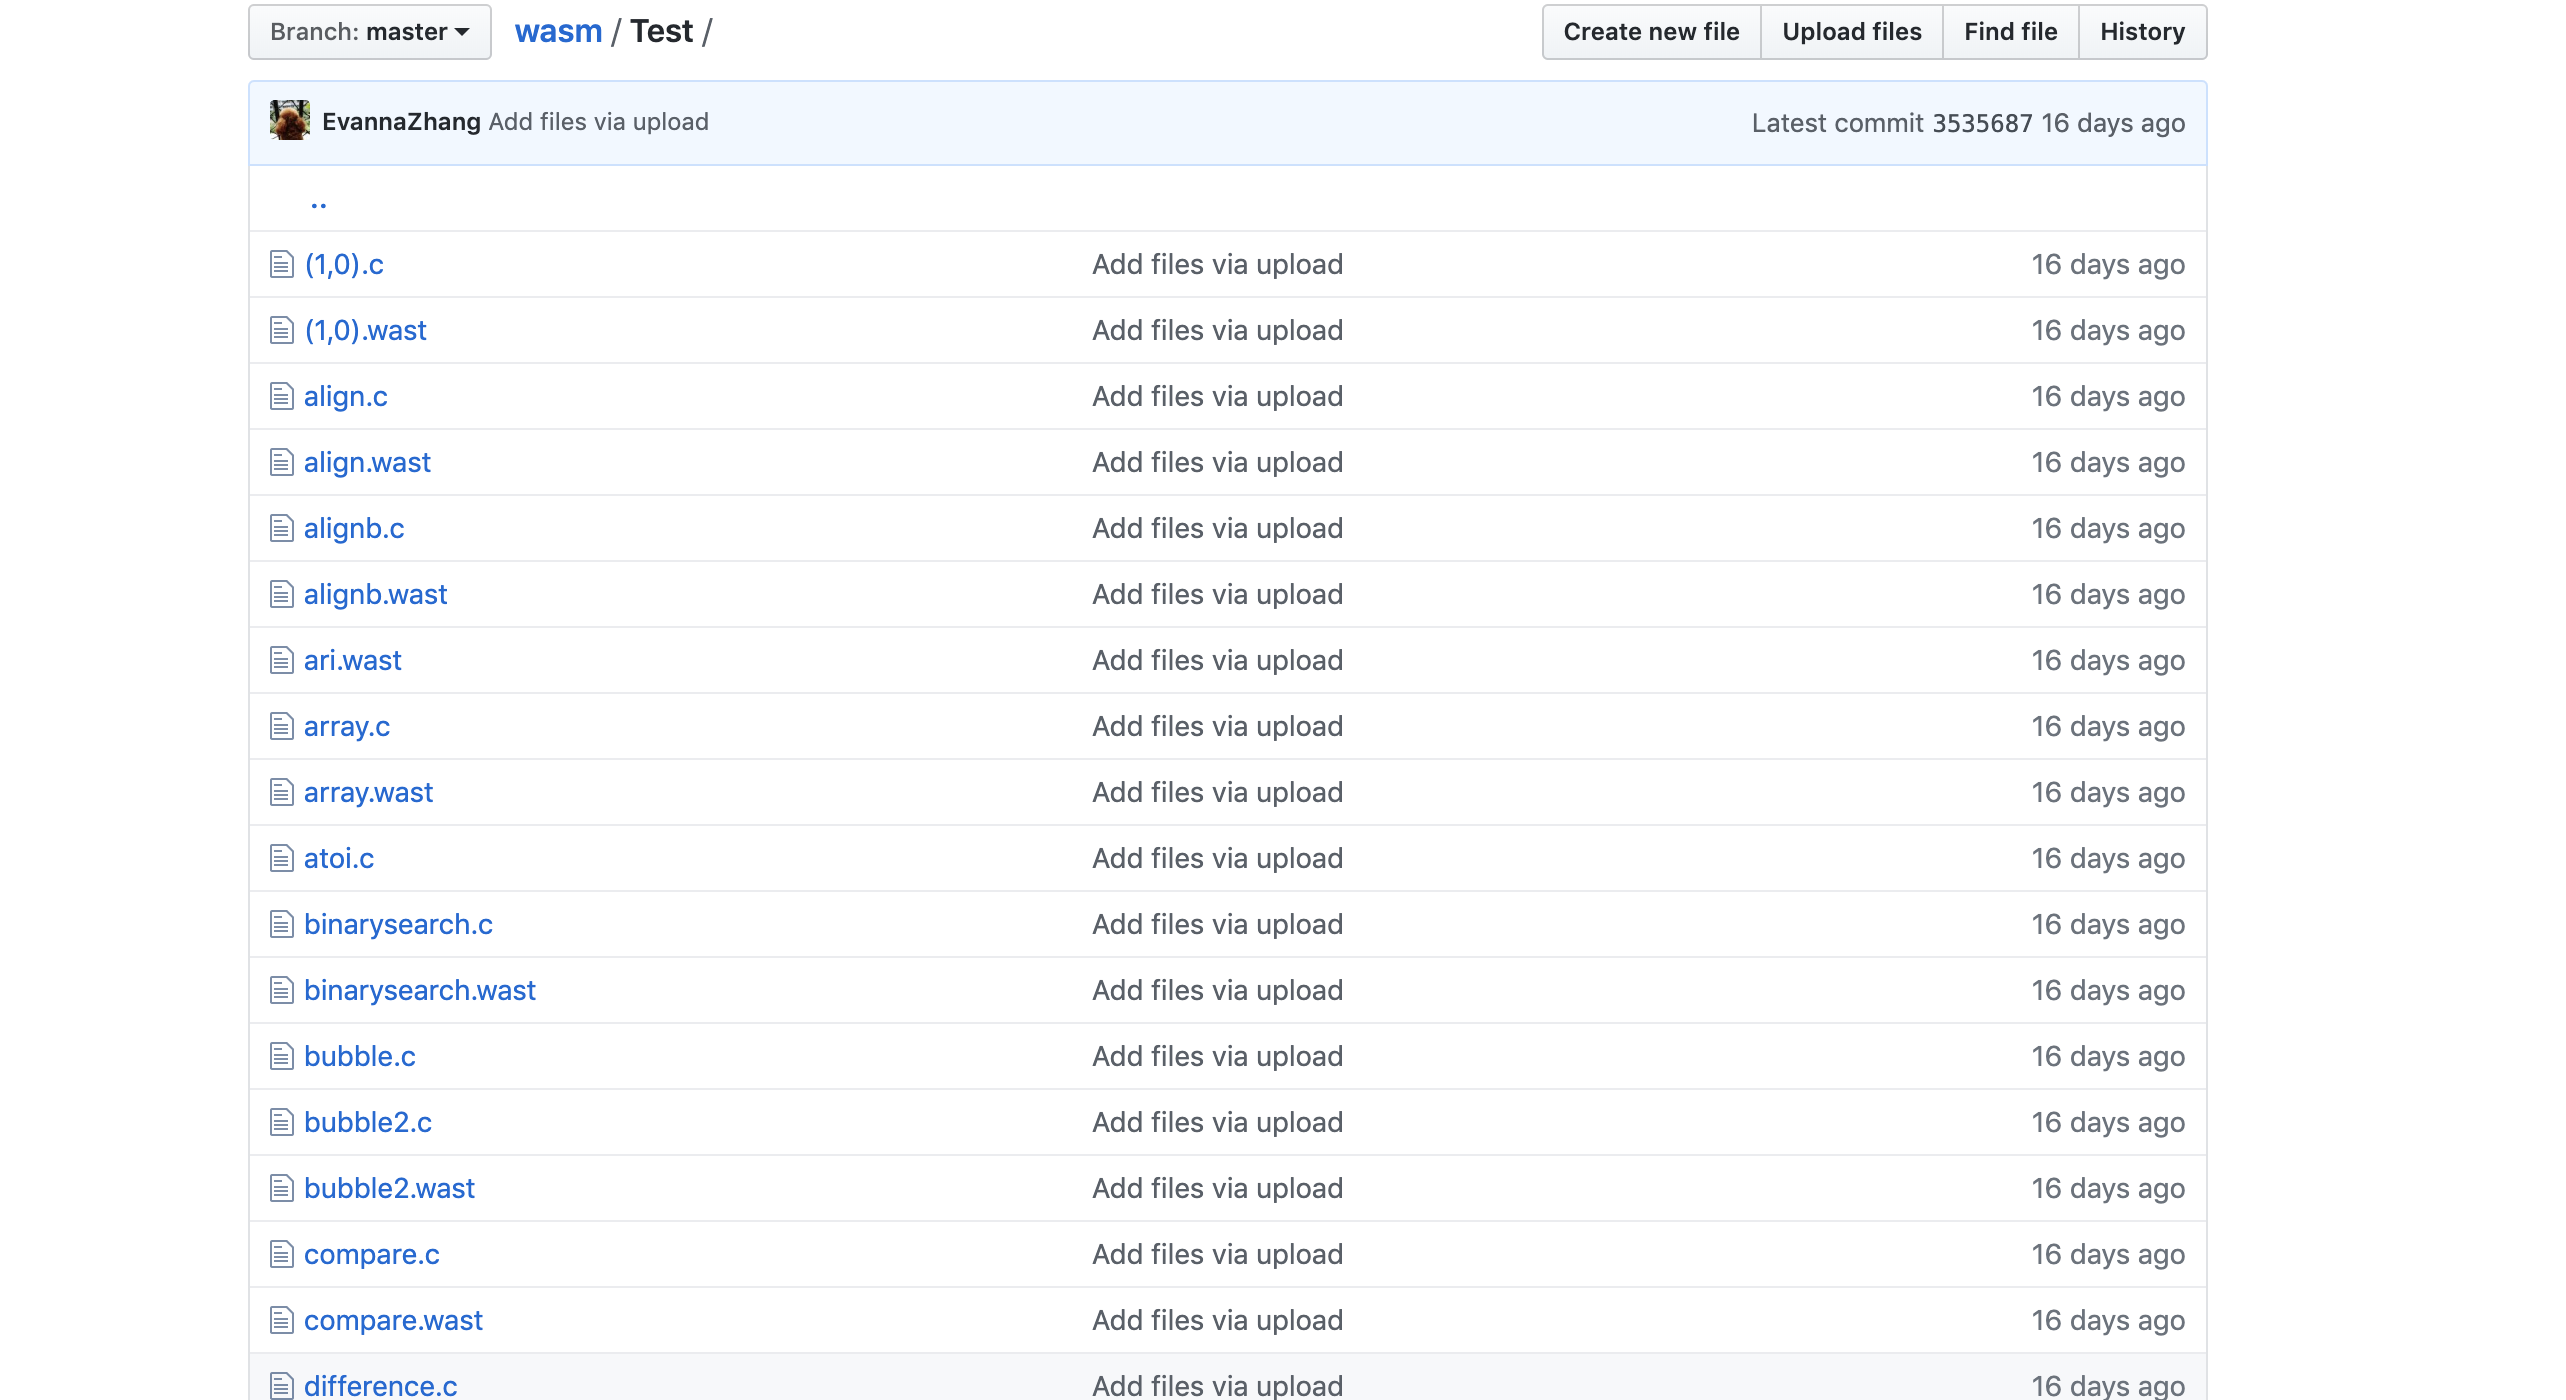 Branch: master wasm / Test / Create new file Upload files Find file History
EvannaZhang Add files via upload Latest commit 3535687 16 days ago
..
(1,0).c Add files via upload 16 days ago
(1,0).wast Add files via upload 16 days ago
align.c Add files via upload 16 days ago
align.wast Add files via upload 16 days ago
alignb.c Add files via upload 16 days ago
alignb.wast Add files via upload 16 days ago
ari.wast Add files via upload 16 days ago
array.c Add files via upload 16 days ago
array.wast Add files via upload 16 days ago
atoi.c Add files via upload 16 days ago
binarysearch.c Add files via upload 16 days ago
binarysearch.wast Add files via upload 16 days ago
bubble.c Add files via upload 16 days ago
bubble2.c Add files via upload 16 days ago
bubble2.wast Add files via upload 16 days ago
compare.c Add files via upload 16 days ago
compare.wast Add files via upload 16 days ago
difference.c Add files via upload 16 days ago